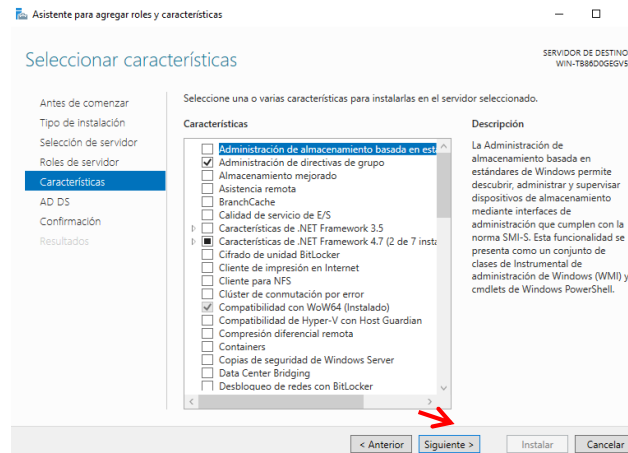 Asistente para agregar roles y características
Seleccionar características
SERVIDOR DE DESTINO
WIN-TB86D0GEGV5
Antes de comenzar
Tipo de instalación
Selección de servidor
Roles de servidor
Características
AD DS
Confirmación
Resultados
Seleccione una o varias características para instalarlas en el servidor seleccionado.
Características
Administración de almacenamiento basada en está
Administración de directivas de grupo
Almacenamiento mejorado
Asistencia remota
BranchCache
Calidad de servicio de E/S
Características de .NET Framework 3.5
Características de .NET Framework 4.7 (2 de 7 insta
Cifrado de unidad BitLocker
Cliente de impresión en Internet
Cliente para NFS
Clúster de conmutación por error
Compatibilidad con WoW64 (Instalado)
Compatibilidad de Hyper-V con Host Guardian
Compresión diferencial remota
Containers
Copias de seguridad de Windows Server
Data Center Bridging
Desbloqueo de redes con BitLocker
Descripción
La Administración de
almacenamiento basada en
estándares de Windows permite
descubrir, administrar y supervisar
dispositivos de almacenamiento
mediante interfaces de
administración que cumplen con la
norma SMI-S. Esta funcionalidad se
presenta como un conjunto de
clases de Instrumental de
administración de Windows (WMI) y
cmdlets de Windows PowerShell.
< Anterior
Siguiente >
Instalar
Cancelar